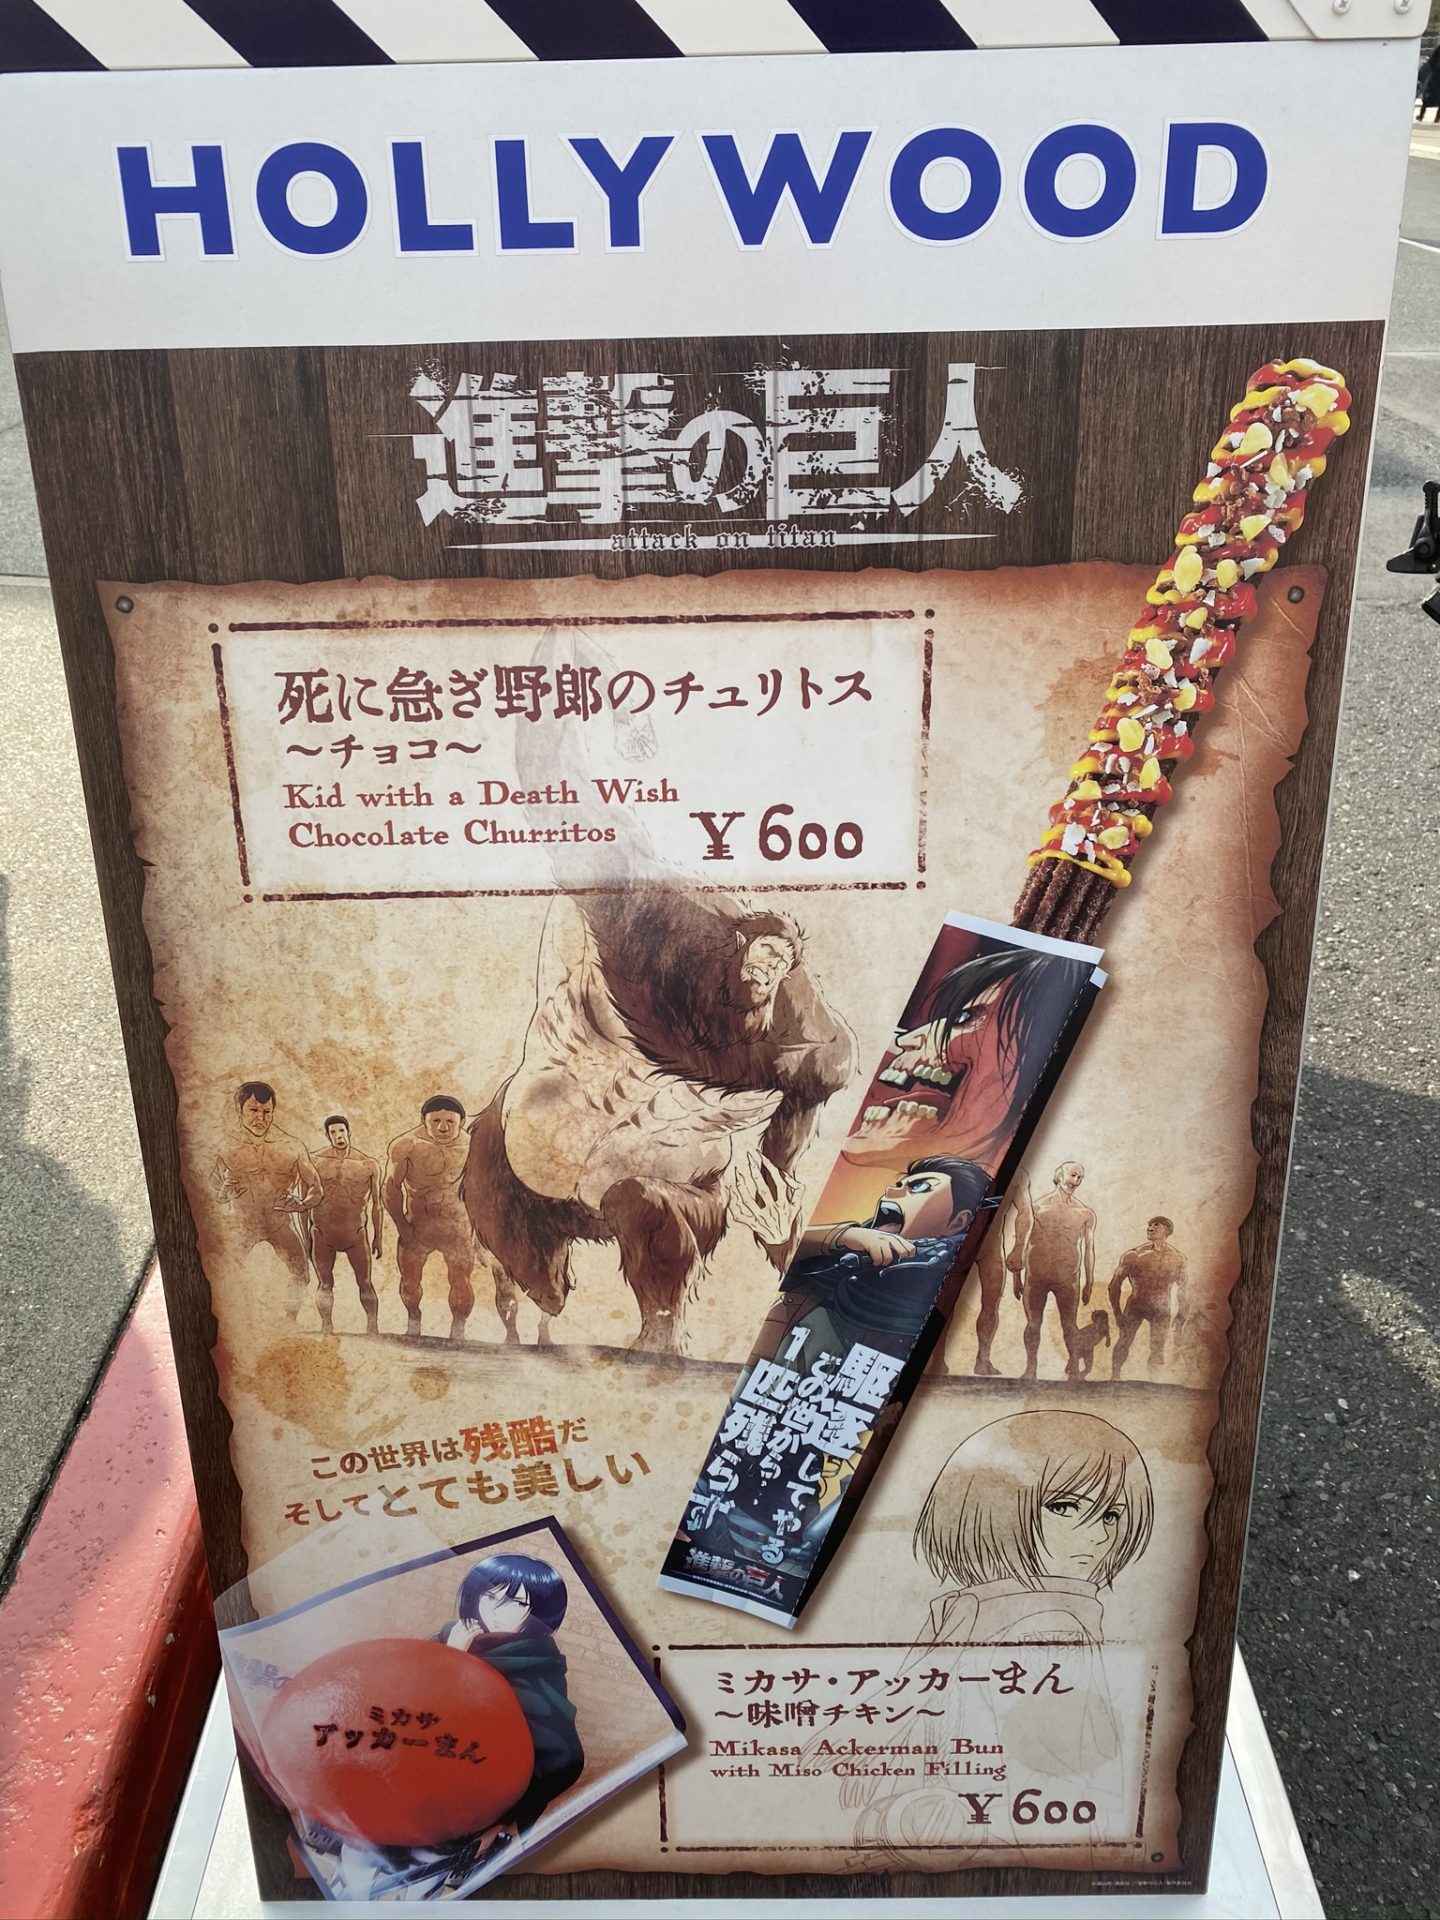 HOLLYWOOD
進撃の巨人
attack on titan
死に急ぎ野郎のチュリトス
～チョコ～
Kid with a Death Wish
Chocolate Churritos
￥600
駆逐してやる
この世から
1匹残らず
進撃の巨人
この世界は残酷だ
そしてとても美しい
ミカサ
アッカーまん
ミカサ・アッカーまん
～味噌チキン～
Mikasa Ackerman Bun
with Miso Chicken Filling
￥600